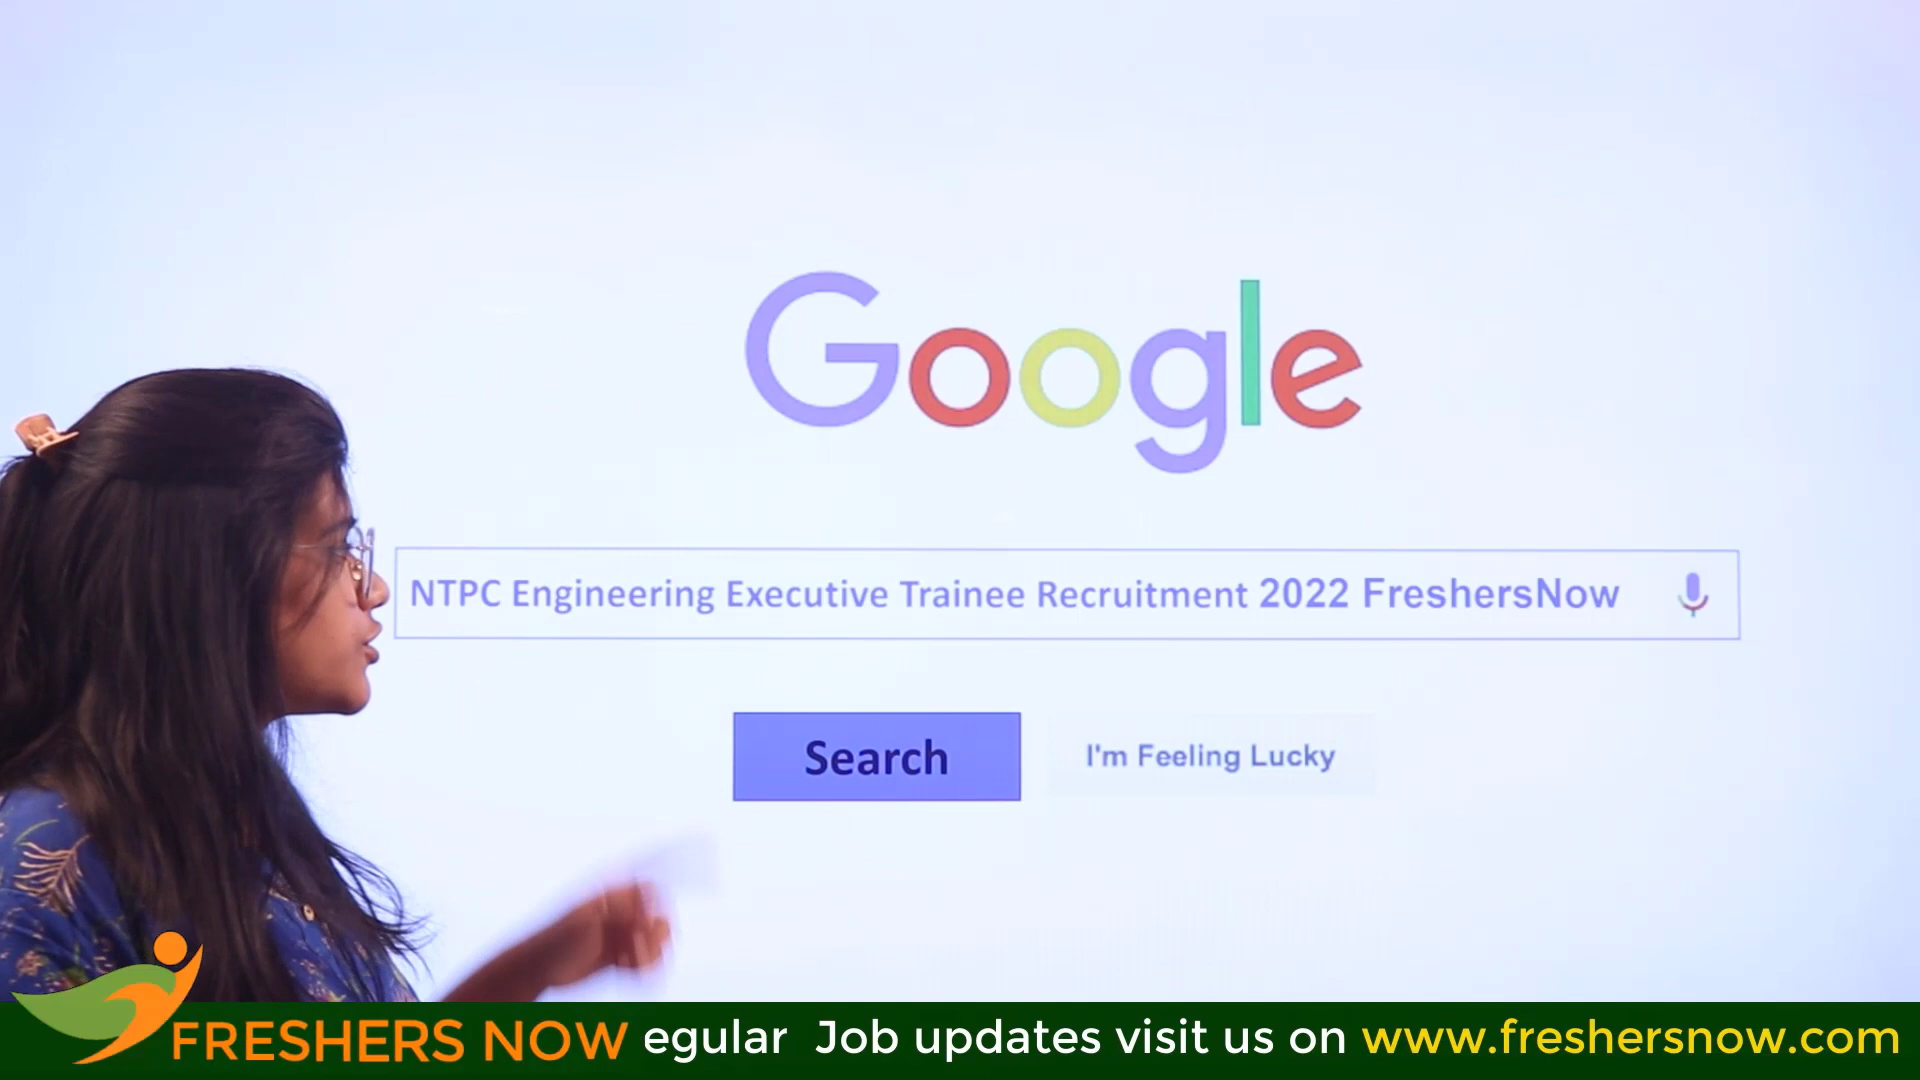 Google
NTPC Engineering Executive Trainee Recruitment 2022 FreshersNow
Search
I'm Feeling Lucky
FRESHERS NOW egular Job updates visit us on www.freshersnow.com